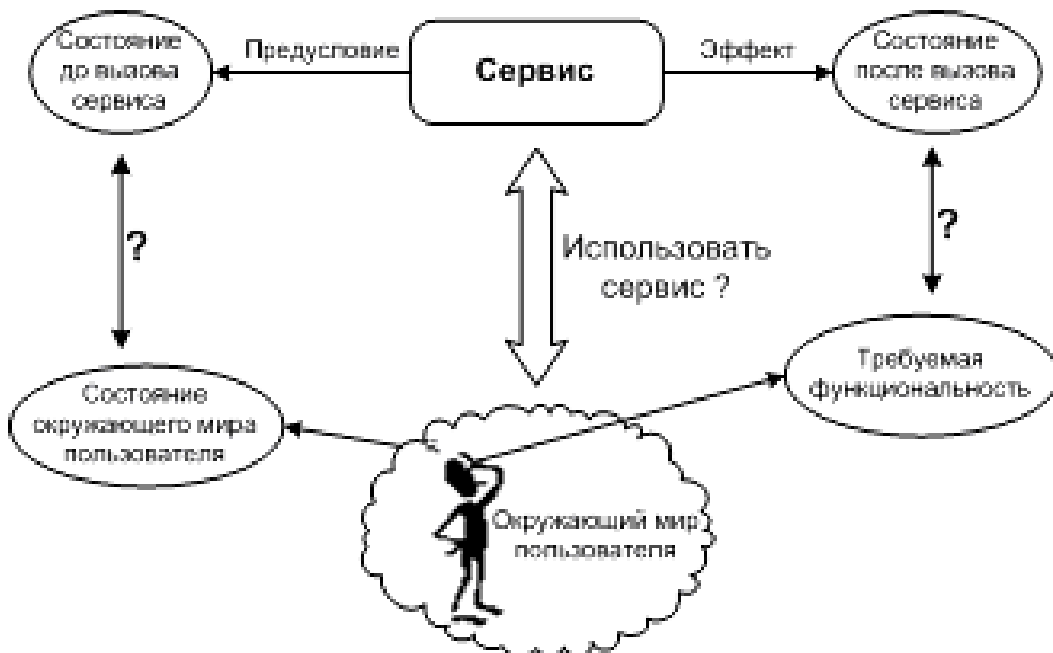 Состояние
до вызова
сервиса
Предусловие
Сервис
Эффект
Состояние
после вызова
сервиса
?
Использовать
сервис ?
?
Состояние
окружающего мира
пользователя
Требуемая
функциональность
Окружающий мир
пользователя